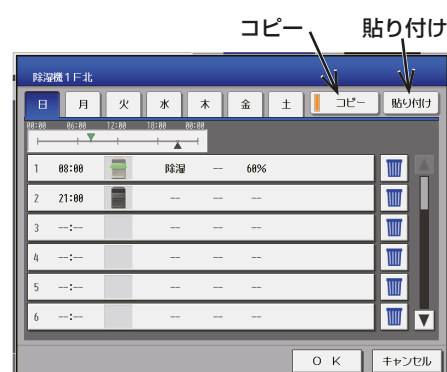 コピー 貼り付け
除湿機1F北
日 月 火 水 木 金 土 コピー 貼り付け
00:00 06:00 12:00 18:00 00:00
1 08:00 除湿 -- 60%
2 21:00 -- -- --
3 --:-- -- -- --
4 --:-- -- -- --
5 --:-- -- -- --
6 --:-- -- -- --
OK キャンセル